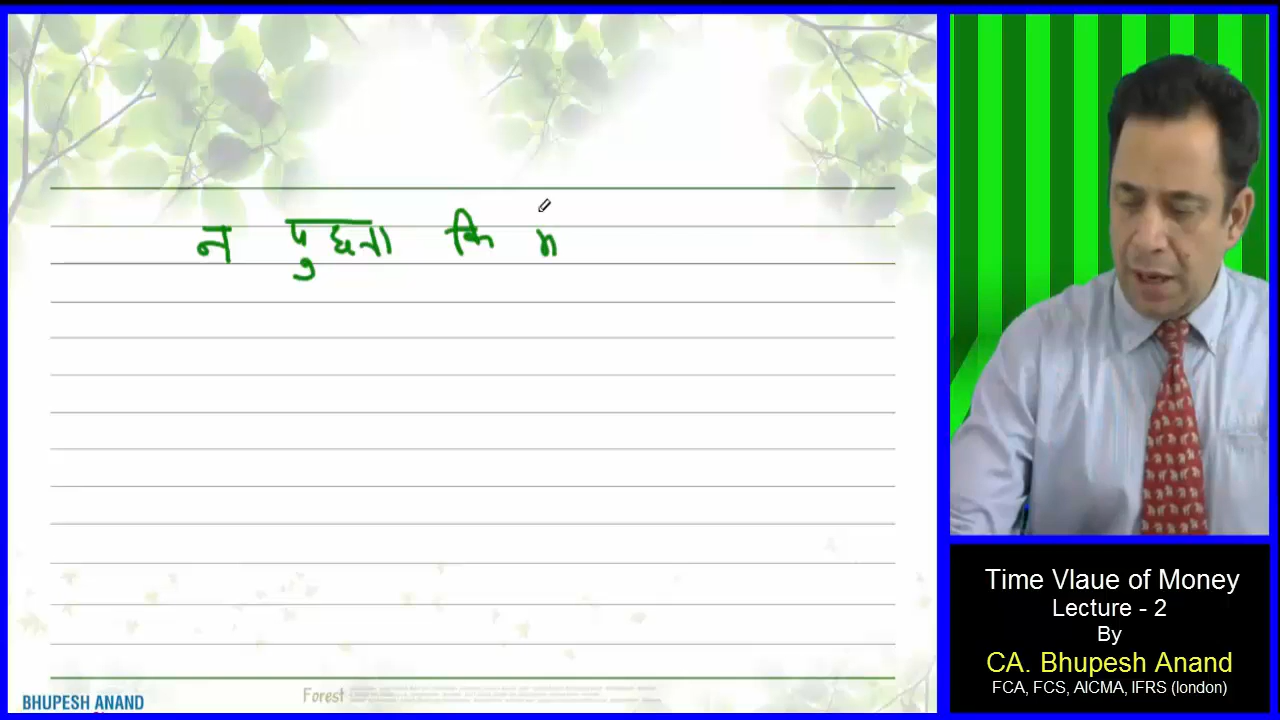 न पुछना कि म
BHUPESH ANAND
Forest
Time Vlaue of Money
Lecture - 2
By
CA. Bhupesh Anand
FCA, FCS, AICMA, IFRS (london)